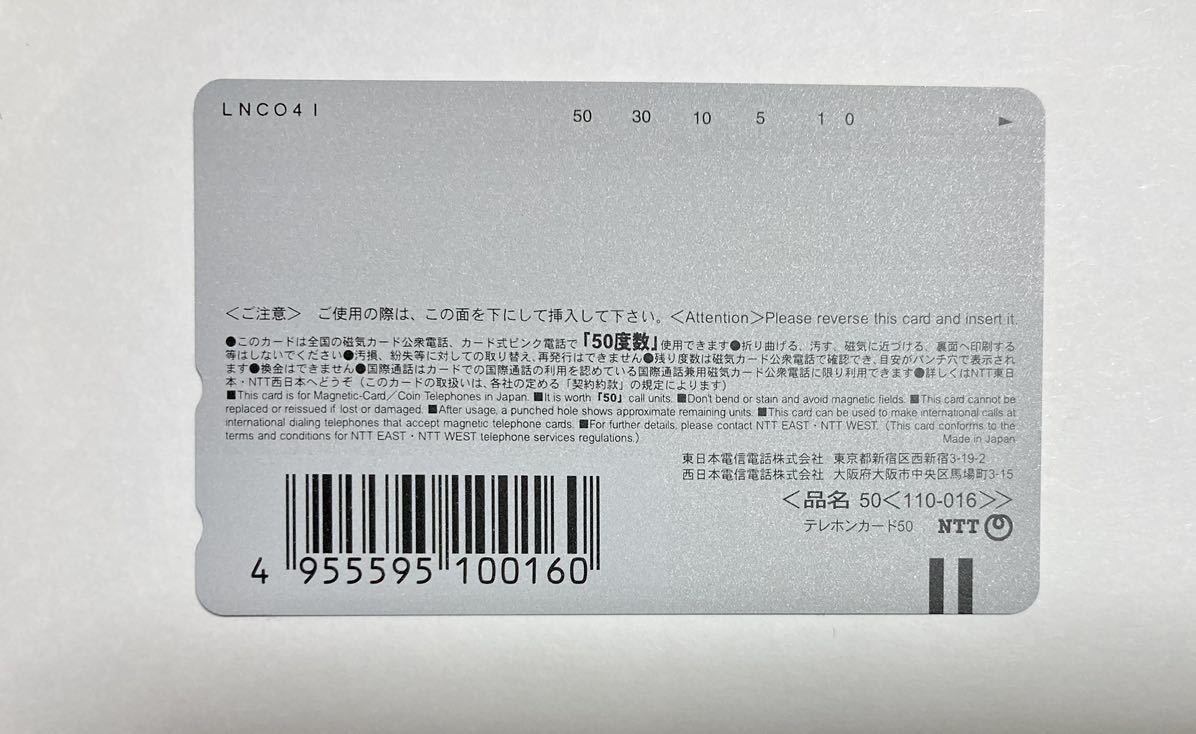 LNC041
50 30 10 5 1 0
＜ご注意＞ ご使用の際は、この面を下にして挿入して下さい。＜Attention＞Please reverse this card and insert it.
●このカードは全国の磁気カード公衆電話、カード式ピンク電話で「50度数」使用できます●折り曲げる、汚す、磁気に近づける、裏面へ印刷する
等はしないでください●汚損、紛失等に対しての取り替え、再発行はできません●残り度数は磁気カード公衆電話で確認でき、目安がパンチ穴で表示され
ます●換金はできません●国際通話はカードでの国際通話の利用を認めている国際通話兼用磁気カード公衆電話に限り利用できます●詳しくはNTT東日
本・NTT西日本へどうぞ（このカードの取扱いは、各社の定める「契約約款」の規定によります）
■This card is for Magnetic-Card／Coin Telephones in Japan. ■It is worth「50」call units. ■Don't bend or stain and avoid magnetic fields. ■This card cannot be
replaced or reissued if lost or damaged. ■After usage, a punched hole shows approximate remaining units. ■This card can be used to make international calls at
international dialing telephones that accept magnetic telephone cards. ■For further details, please contact NTT EAST・NTT WEST.（This card conforms to the
terms and conditions for NTT EAST・NTT WEST telephone services regulations.）
Made in Japan
東日本電信電話株式会社 東京都新宿区西新宿3-19-2
西日本電信電話株式会社 大阪府大阪市中央区馬場町3-15
＜品名 50＜110-016＞＞
テレホンカード50 NTT
4 955595 100160